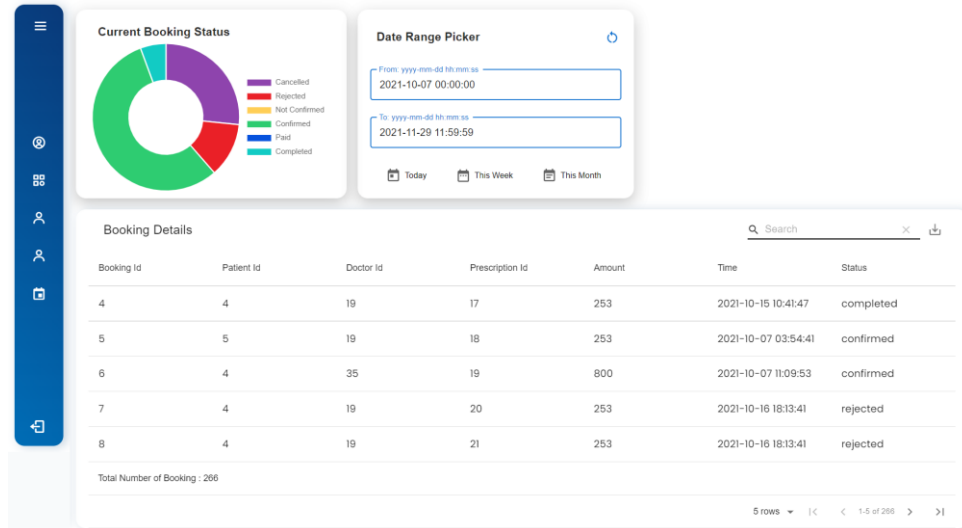 Current Booking Status
Cancelled
Rejected
Not Confirmed
Confirmed
Paid
Completed
Date Range Picker
From: yyyy-mm-dd hh:mm:ss
2021-10-07 00:00:00
To: yyyy-mm-dd hh:mm:ss
2021-11-29 11:59:59
Today This Week This Month
Booking Details
Search
Booking Id Patient Id Doctor Id Prescription Id Amount Time Status
4 4 19 17 253 2021-10-15 10:41:47 completed
5 5 19 18 253 2021-10-07 03:54:41 confirmed
6 4 35 19 800 2021-10-07 11:09:53 confirmed
7 4 19 20 253 2021-10-16 18:13:41 rejected
8 4 19 21 253 2021-10-16 18:13:41 rejected
Total Number of Booking : 266
5 rows 1-5 of 266